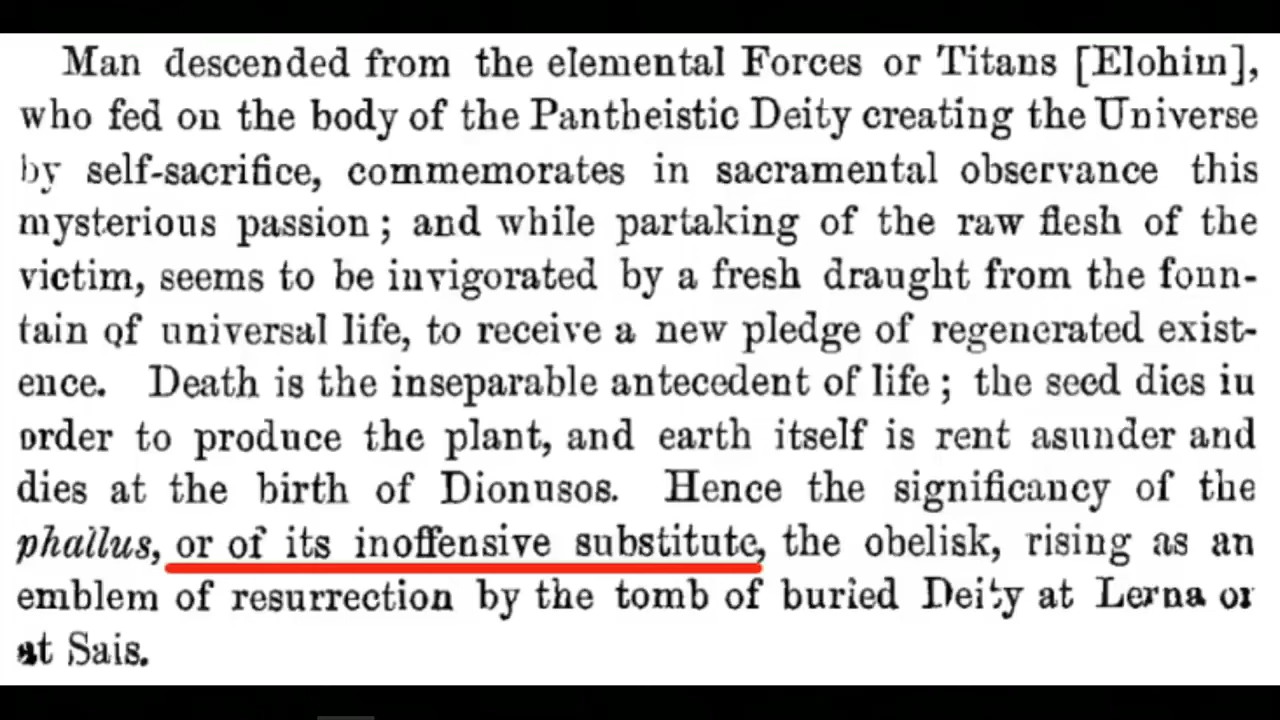 Man descended from the elemental Forces or Titans [Elohim],
who fed on the body of the Pantheistic Deity creating the Universe
by self-sacrifice, commemorates in sacramental observance this
mysterious passion; and while partaking of the raw flesh of the
victim, seems to be invigorated by a fresh draught from the foun-
tain of universal life, to receive a new pledge of regenerated exist-
ence. Death is the inseparable antecedent of life; the seed dies in
order to produce the plant, and earth itself is rent asunder and
dies at the birth of Dionusos. Hence the significancy of the
phallus, or of its inoffensive substitute, the obelisk, rising as an
emblem of resurrection by the tomb of buried Deity at Lerna or
at Sais.